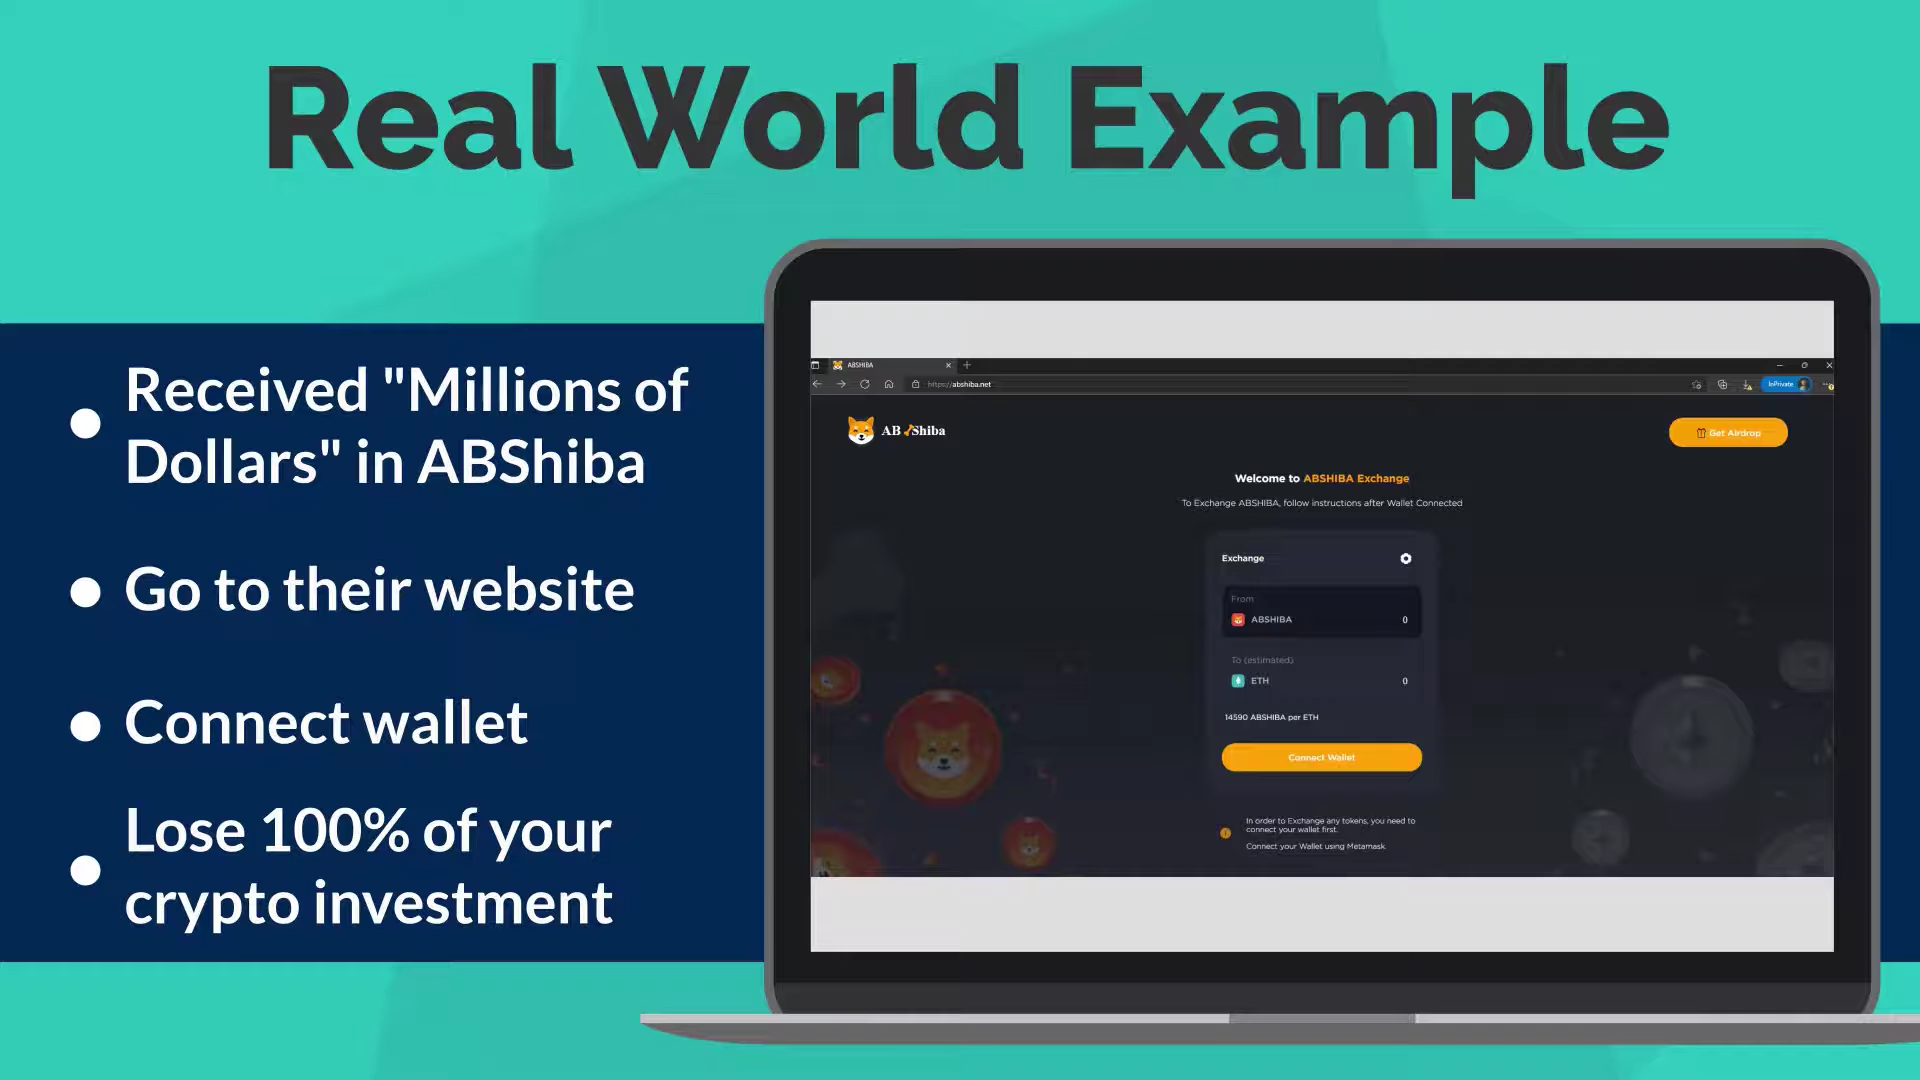 Real World Example
Received "Millions of
Dollars" in ABShiba
Go to their website
Connect wallet
Lose 100% of your
crypto investment
ABSHIBA
https://abshiba.net
InPrivate
AB Shiba
Get Airdrop
Welcome to ABSHIBA Exchange
To Exchange ABSHIBA, follow instructions after Wallet Connected
Exchange
From
ABSHIBA 0
To (estimated)
ETH 0
14590 ABSHIBA per ETH
Connect Wallet
In order to Exchange any tokens, you need to
connect your wallet first.
Connect your Wallet using Metamask.